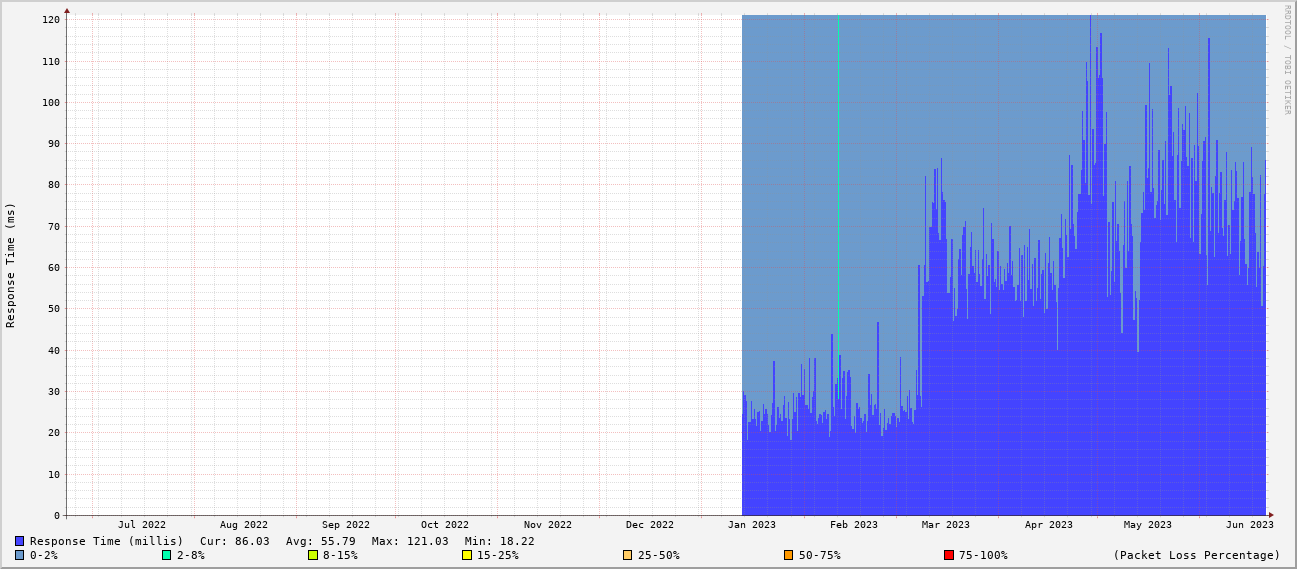 RRDTOOL / TOBI OETIKER
Response Time (ms)
120
110
100
90
80
70
60
50
40
30
20
10
0
Jul 2022 Aug 2022 Sep 2022 Oct 2022 Nov 2022 Dec 2022 Jan 2023 Feb 2023 Mar 2023 Apr 2023 May 2023 Jun 2023
Response Time (millis) Cur: 86.03 Avg: 55.79 Max: 121.03 Min: 18.22
0-2% 2-8% 8-15% 15-25% 25-50% 50-75% 75-100% (Packet Loss Percentage)